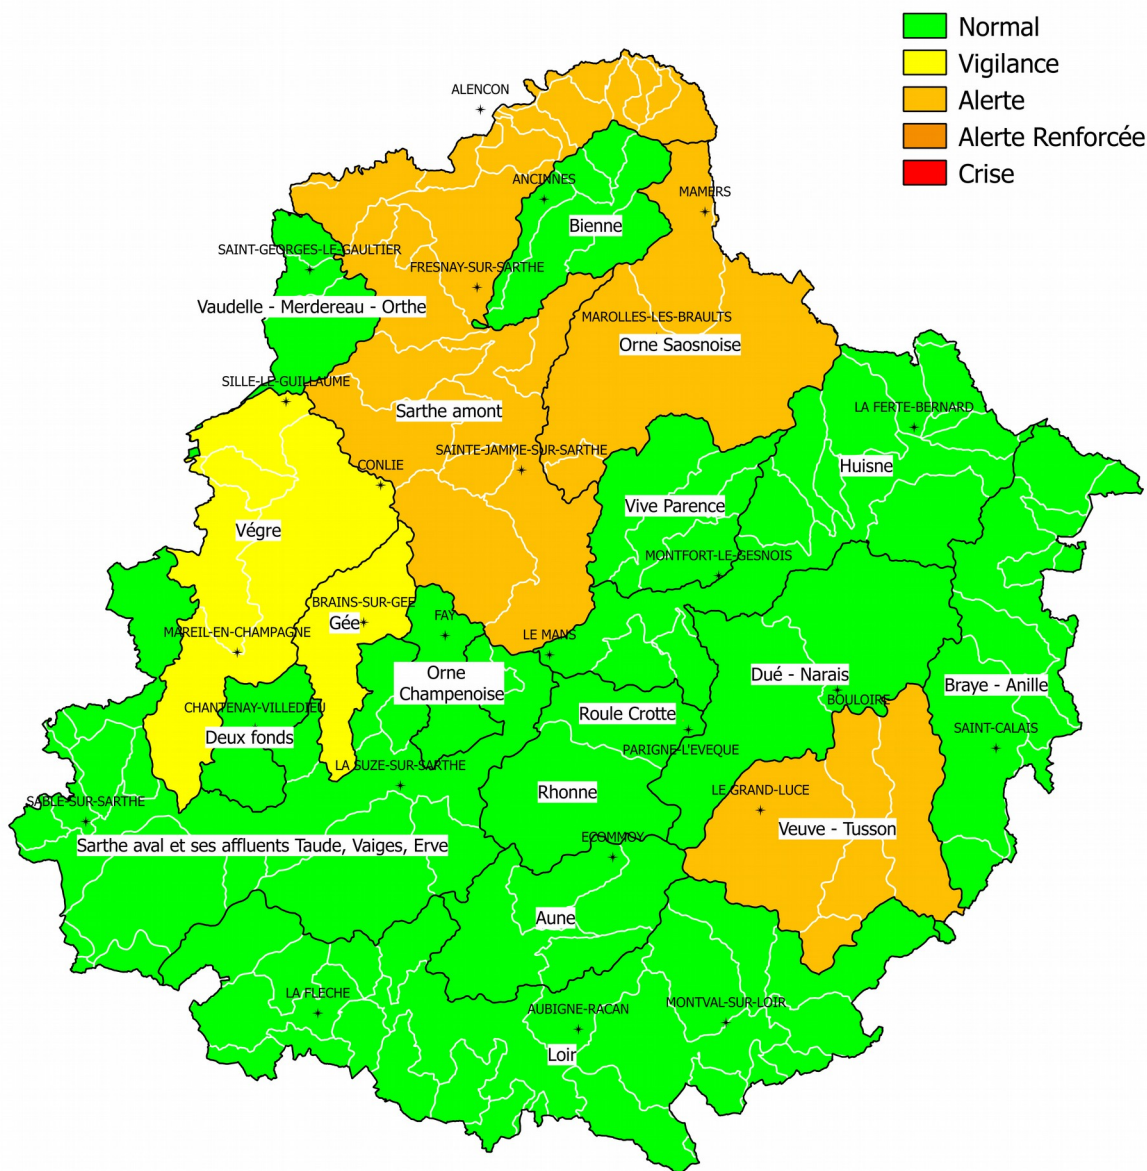 Normal
Vigilance
Alerte
Alerte Renforcée
Crise
ALENCON
ANCINNES
MAMERS
Bienne
SAINT-GEORGES-LE-GAULTIER
FRESNAY-SUR-SARTHE
Vaudelle - Merdereau - Orthe
MAROLLES-LES-BRAULTS
Orne Saosnoise
SILLE-LE-GUILLAUME
Sarthe amont
LA FERTE-BERNARD
SAINTE-JAMME-SUR-SARTHE
CONLIE
Huisne
Vive Parence
Végre
MONTFORT-LE-GESNOIS
BRAINS-SUR-GEE
FAY
Gée
MAREIL-EN-CHAMPAGNE
LE MANS
Orne
Champenoise
Dué - Narais
Braye - Anille
BOULOIRE
CHANTENAY-VILLEDIEU
Roule Crotte
SAINT-CALAIS
Deux fonds
PARIGNE-L'EVEQUE
LA SUZE-SUR-SARTHE
Rhonne
LE GRAND-LUCE
SABLE-SUR-SARTHE
Veuve - Tusson
ECOMMOY
Sarthe aval et ses affluents Taude, Vaiges, Erve
Aune
LA FLECHE
AUBIGNE-RACAN
MONTVAL-SUR-LOIR
Loir